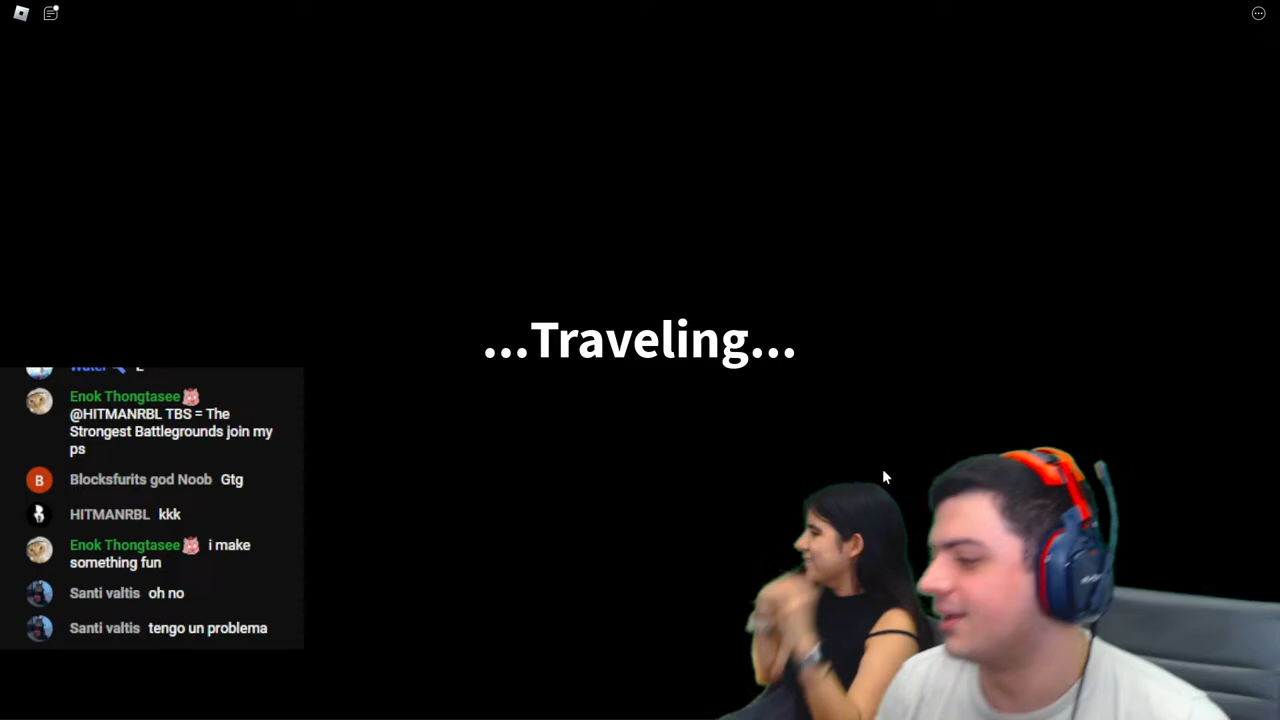 ...Traveling...
Enok Thongtasee
@HITMANRBL TBS = The
Strongest Battlegrounds join my
ps
Blocksfurits god Noob Gtg
HITMANRBL kkk
Enok Thongtasee i make
something fun
Santi valtis oh no
Santi valtis tengo un problema
B